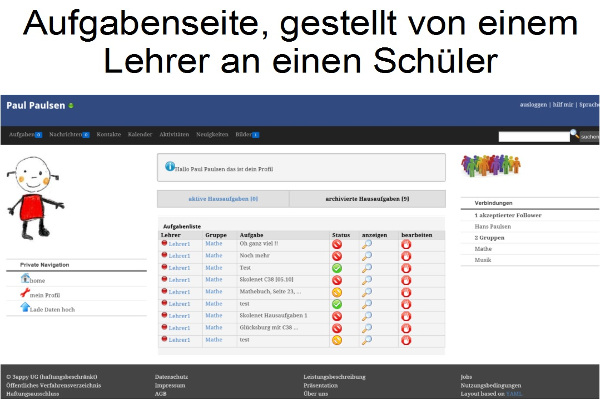 Aufgabenseite, gestellt von einem
Lehrer an einen Schüler
Paul Paulsen
ausloggen | hilf mir | Sprache
Aufgaben Nachrichten Kontakte Kalender Aktivitäten Neuigkeiten Bilder
suchen
Hallo Paul Paulsen das ist dein Profil
aktive Hausaufgaben [0] archivierte Hausaufgaben [9]
Aufgabenliste
Lehrer Gruppe Aufgabe Status anzeigen bearbeiten
Lehrer1 Mathe Oh ganz viel !!
Lehrer1 Mathe Noch mehr
Lehrer1 Mathe Test
Lehrer1 Mathe Skolenet C38 [05.10]
Lehrer1 Mathe Mathebuch, Seite 23, ...
Lehrer1 Mathe test
Lehrer1 Mathe Skolenet Hausaufgaben 1
Lehrer1 Mathe Glücksburg mit C38 ...
Lehrer1 Mathe test
Private Navigation
home
mein Profil
Lade Daten hoch
Verbindungen
1 akzeptierter Follower
Hans Paulsen
2 Gruppen
Mathe
Musik
© Sappy UG (haftungsbeschränkt)
Öffentliches Verfahrensverzeichnis
Haftungsausschluss
Datenschutz
Impressum
AGB
Leistungsbeschreibung
Präsentation
Über uns
Jobs
Nutzungsbedingungen
Layout based on YAML